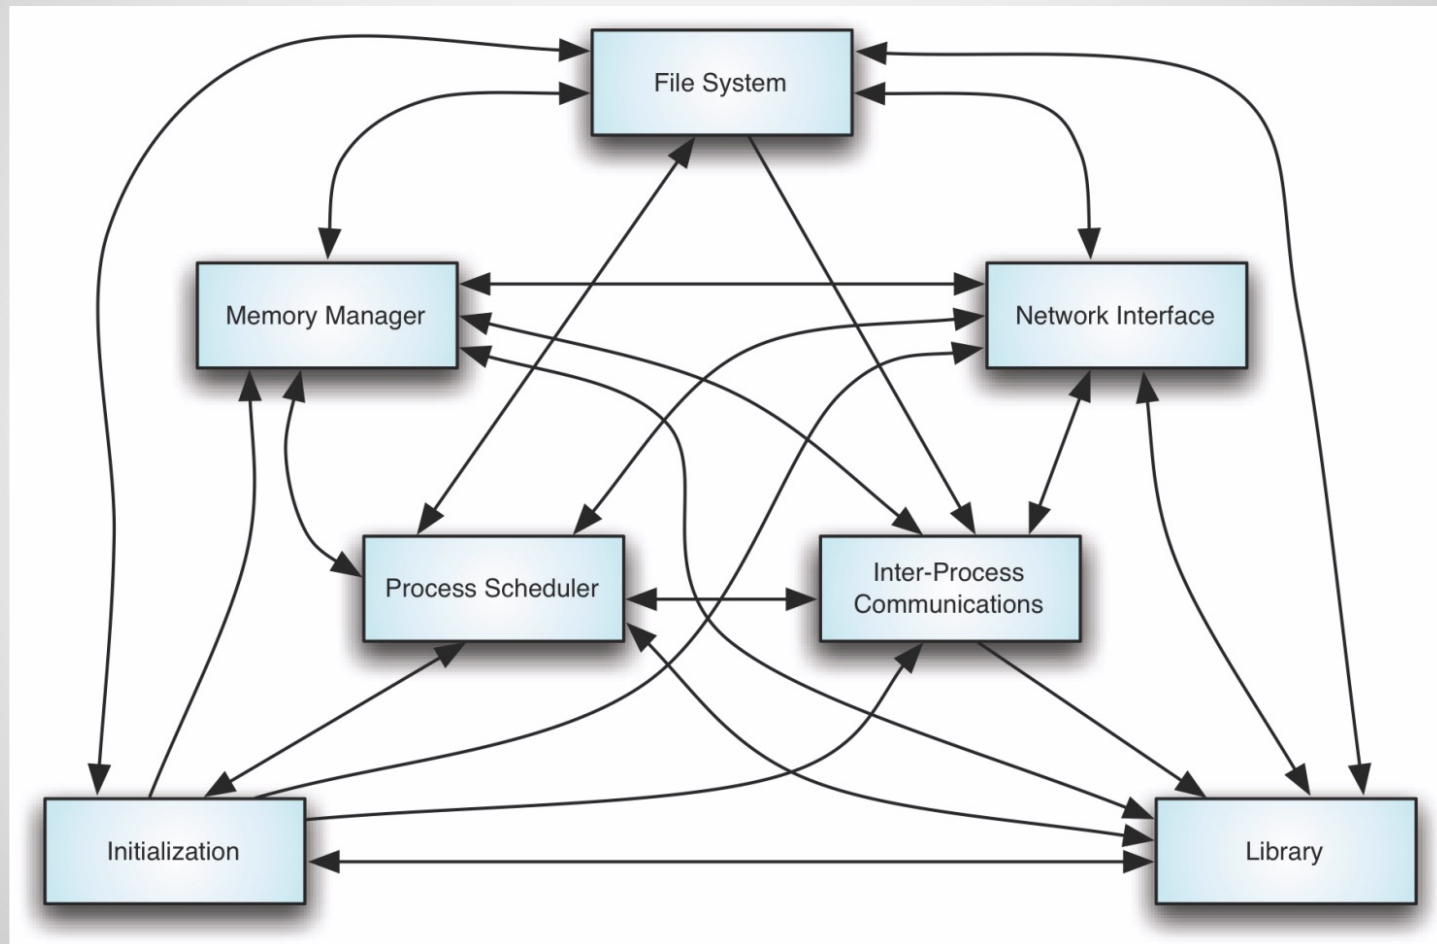 File System
Memory Manager
Network Interface
Process Scheduler
Inter-Process
Communications
Initialization
Library